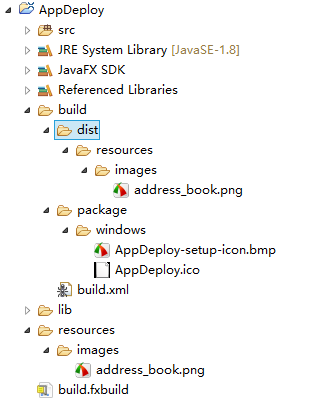 AppDeploy
src
JRE System Library [JavaSE-1.8]
JavaFX SDK
Referenced Libraries
build
dist
resources
images
address_book.png
package
windows
AppDeploy-setup-icon.bmp
AppDeploy.ico
build.xml
lib
resources
images
address_book.png
build.fxbuild